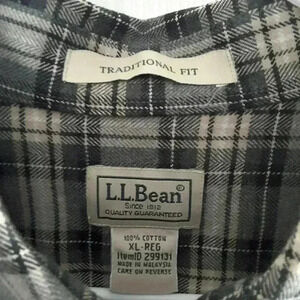 TRADITIONAL FIT
L.L.Bean®
Since 1912
QUALITY GUARANTEED
100% COTTON
XL-REG
ItemID 299131
MADE IN MALAYSIA
CARE ON REVERSE